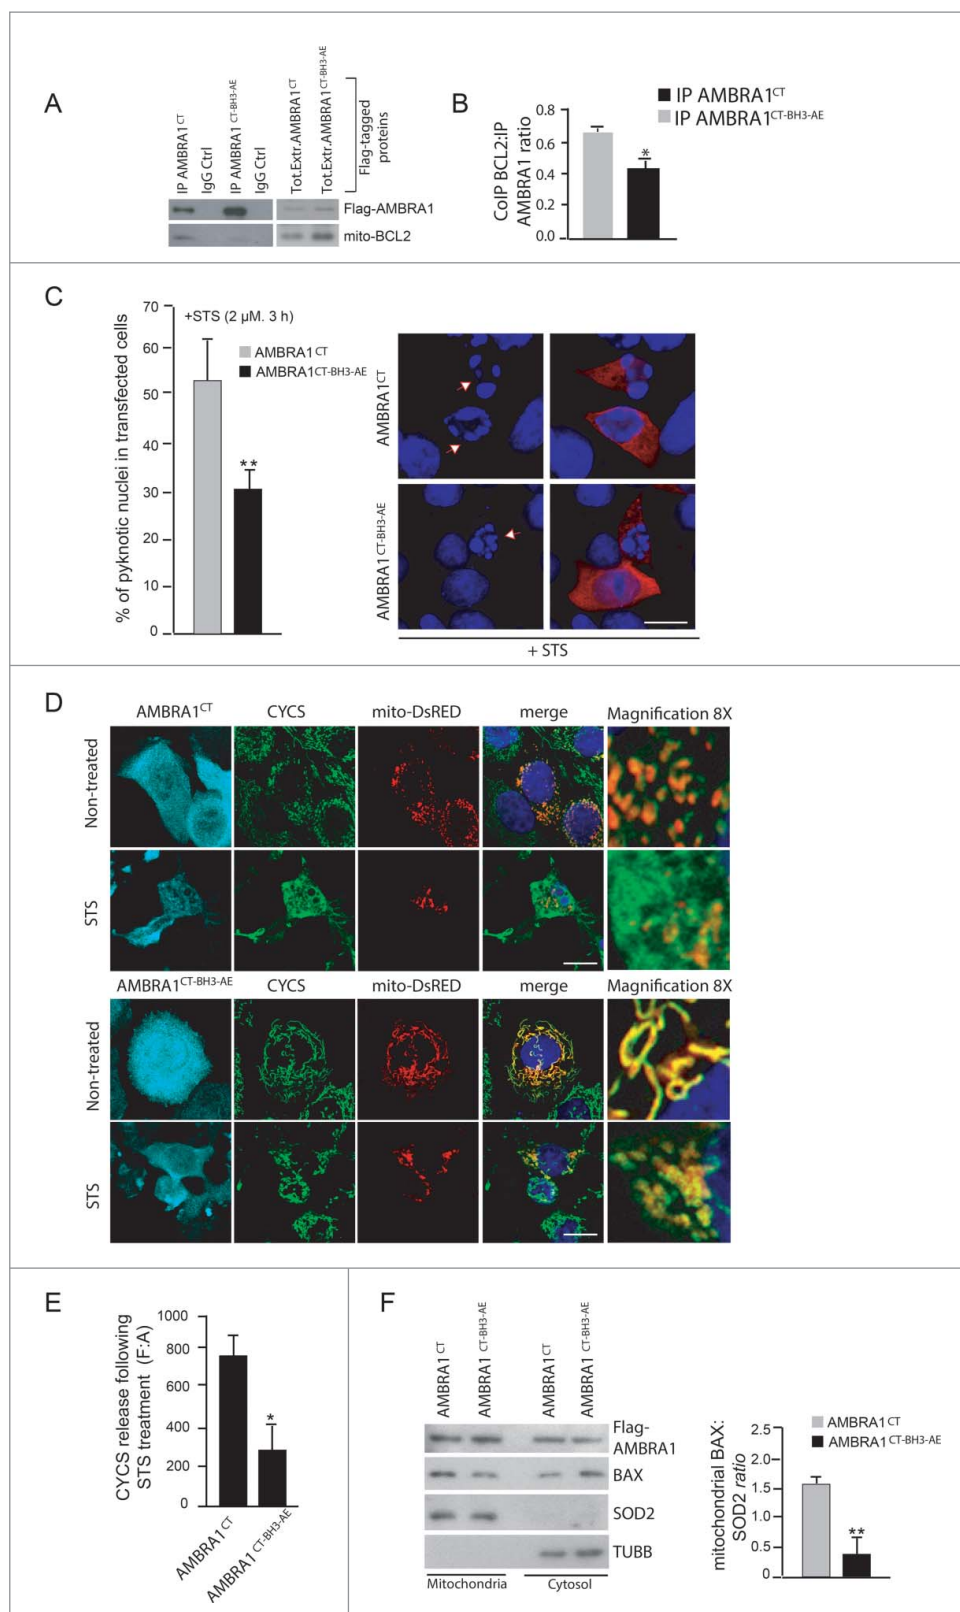 A
IP AMBRA1CT
IgG Ctrl
IP AMBRA1CT-BH3-AE
IgG Ctrl
Tot.Extr.AMBRA1CT
Tot.Extr.AMBRA1CT-BH3-AE
Flag-tagged
proteins
Flag-AMBRA1
mito-BCL2
B
IP AMBRA1CT
IP AMBRA1CT-BH3-AE
CoIP BCL2:IP
AMBRA1 ratio
0.8
0.6
0.4
0.2
0.0
*
C
% of pyknotic nuclei in transfected cells
70
60
50
40
30
20
10
0
+STS (2 µM. 3 h)
AMBRA1CT
AMBRA1CT-BH3-AE
**
AMBRA1CT
AMBRA1CT-BH3-AE
+ STS
D
AMBRA1CT CYCS mito-DsRED merge Magnification 8X
Non-treated
STS
AMBRA1CT-BH3-AE CYCS mito-DsRED merge Magnification 8X
Non-treated
STS
E
CYCS release following
STS treatment (F:A)
1000
800
600
400
200
0
*
AMBRA1CT
AMBRA1CT-BH3-AE
F
AMBRA1CT
AMBRA1CT-BH3-AE
AMBRA1CT
AMBRA1CT-BH3-AE
Flag-
AMBRA1
BAX
SOD2
TUBB
Mitochondria Cytosol
mitochondrial BAX:
SOD2 ratio
2.5
1.5
1.5
0.5
0
AMBRA1CT
AMBRA1CT-BH3-AE
**